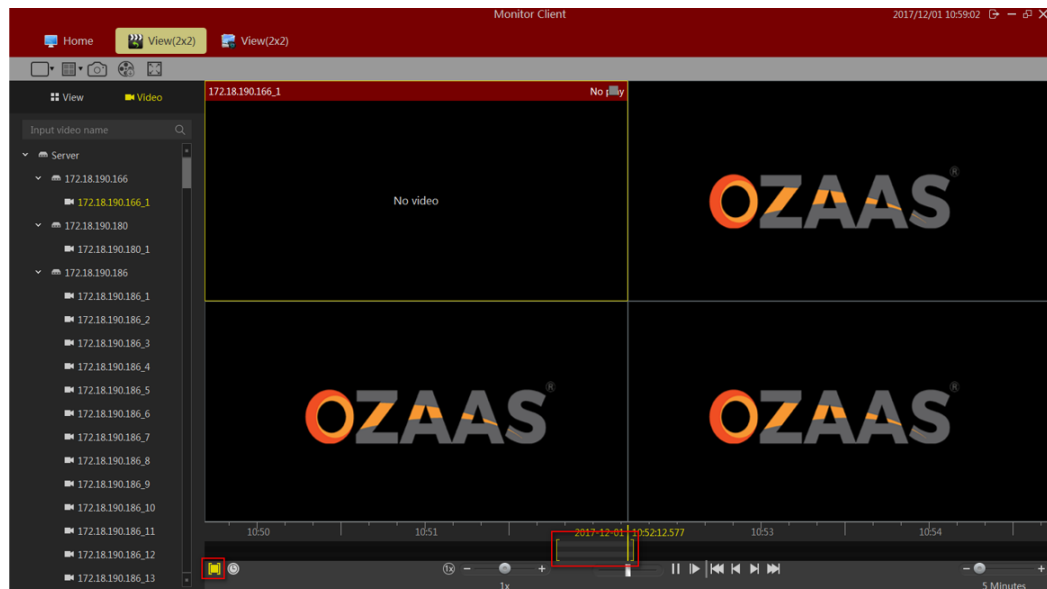 Monitor Client
2017/12/01 10:59:02
Home
View(2x2)
View(2x2)
View
Video
Input video name
Server
172.18.190.166
172.18.190.166_1
172.18.190.180
172.18.190.180_1
172.18.190.186
172.18.190.186_1
172.18.190.186_2
172.18.190.186_3
172.18.190.186_4
172.18.190.186_5
172.18.190.186_6
172.18.190.186_7
172.18.190.186_8
172.18.190.186_9
172.18.190.186_10
172.18.190.186_11
172.18.190.186_12
172.18.190.186_13
172.18.190.166_1
No
No video
OZAAS®
OZAAS®
OZAAS®
10:50
10:51
2017-12-01 10:52:12.577
10:53
10:54
1x
1x
5 Minutes